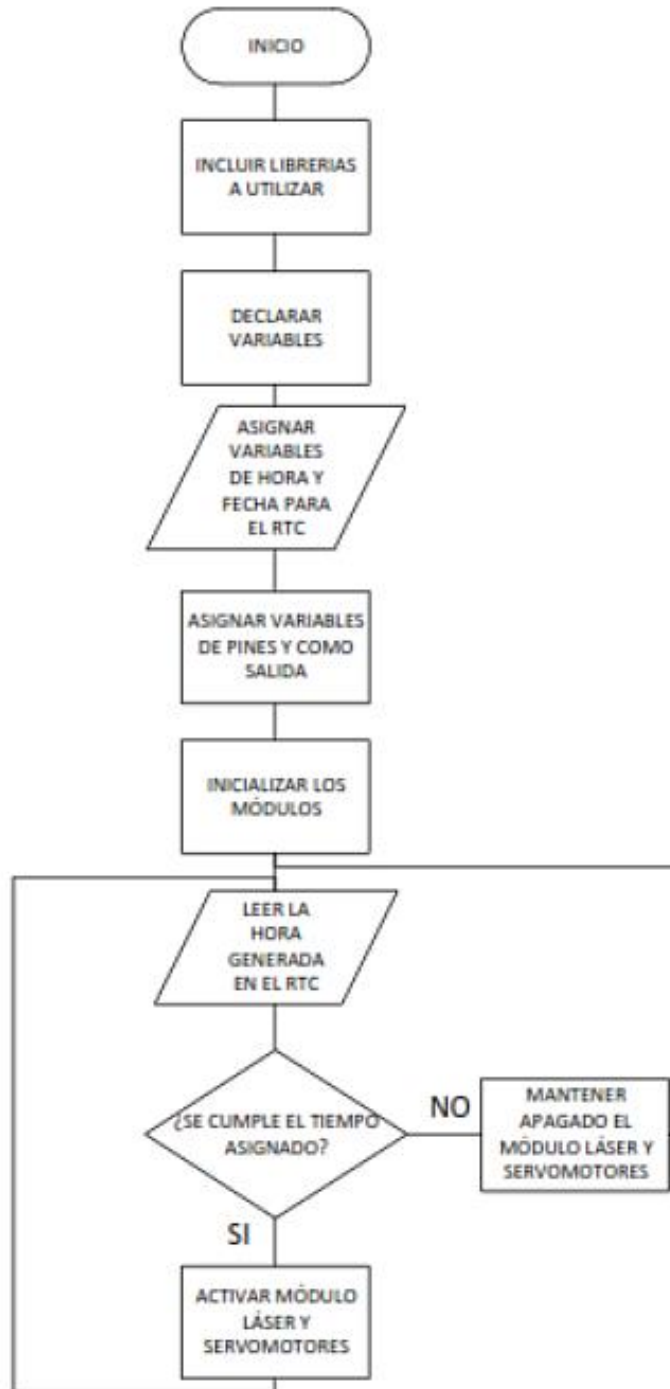 INICIO
INCLUIR LIBRERIAS
A UTILIZAR
DECLARAR
VARIABLES
ASIGNAR
VARIABLES
DE HORA Y
FECHA PARA
EL RTC
ASIGNAR VARIABLES
DE PINES Y COMO
SALIDA
INICIALIZAR LOS
MÓDULOS
LEER LA
HORA
GENERADA
EN EL RTC
¿SE CUMPLE EL TIEMPO
ASIGNADO?
NO
MANTENER
APAGADO EL
MÓDULO LÁSER Y
SERVOMOTORES
SI
ACTIVAR MÓDULO
LÁSER Y
SERVOMOTORES